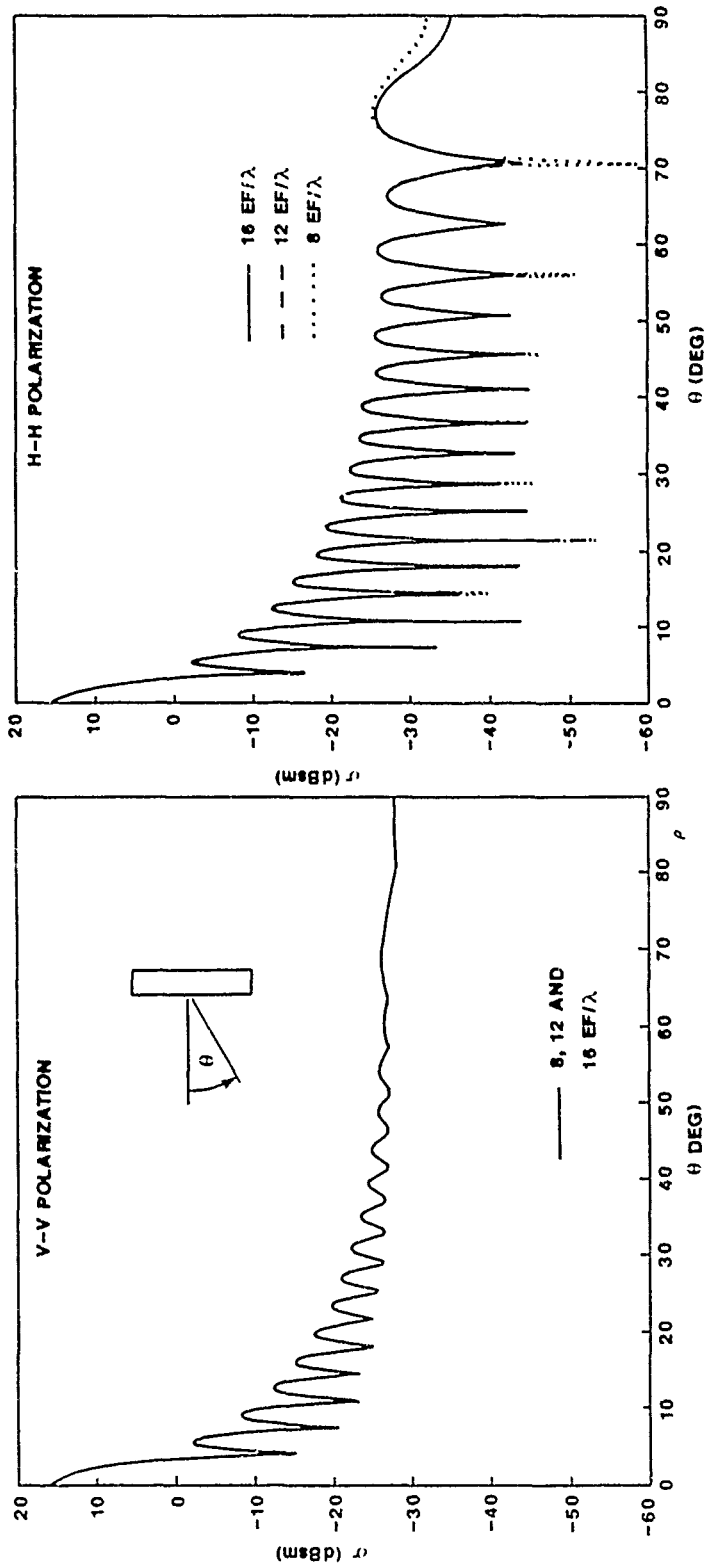 V-V POLARIZATION
θ
8, 12 AND
16 EF/λ
20
10
0
-10
-20
-30
-40
-50
-60
σ (dBsm)
0
10
20
30
40
50
60
70
80
90
θ DEG)
ρ
H-H POLARIZATION
16 EF/λ
12 EF/λ
8 EF/λ
20
10
0
-10
-20
-30
-40
-50
-60
σ (dBsm)
0
10
20
30
40
50
60
70
80
90
θ (DEG)